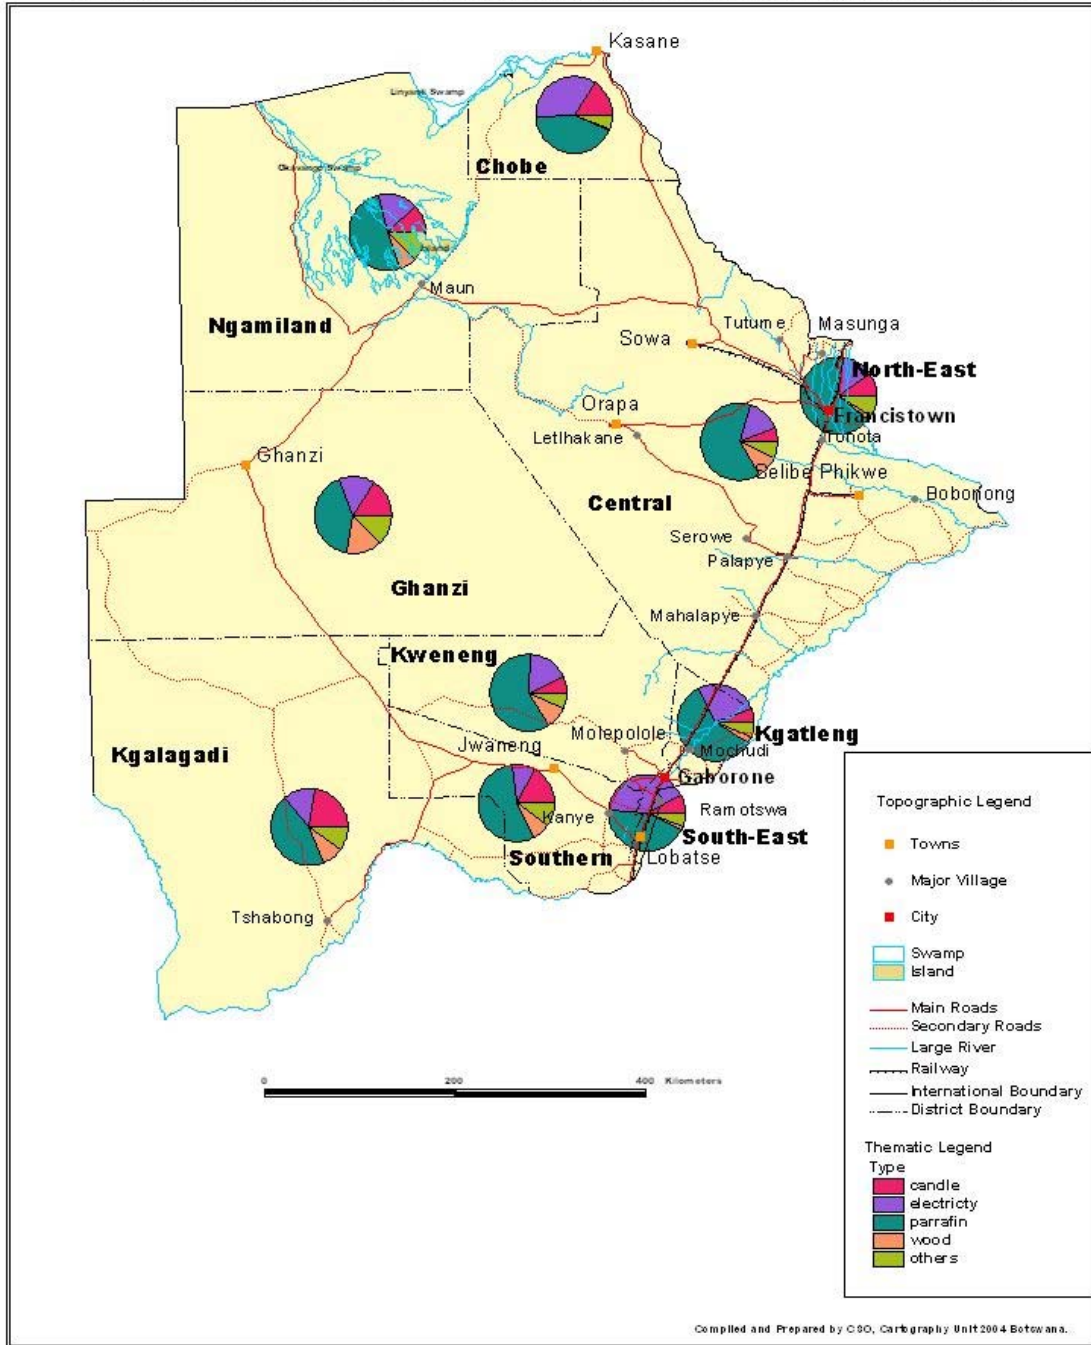 Kasane
Linyanti Swamp
Chobe
Okavango Swamp
Maun
Ngamiland
Tutume
Masunga
Sowa
North-East
Orapa
Francistown
Letlhakane
Tonota
Ghanzi
Selibe Phikwe
Central
Bobonong
Serowe
Palapye
Ghanzi
Mahalapye
Kweneng
Molepolole
Kgatleng
Jwaneng
Mochudi
Kgalagadi
Gaborone
Kanye
Ramotswa
South-East
Southern
Lobatse
Tshabong
0 200 400 Kilometers
Topographic Legend
Towns
Major Village
City
Swamp
Island
Main Roads
Secondary Roads
Large River
Railway
International Boundary
District Boundary
Thematic Legend
Type
candle
electricty
parrafin
wood
others
Compiled and Prepared by CSO, Cartography Unit 2004 Botswana.